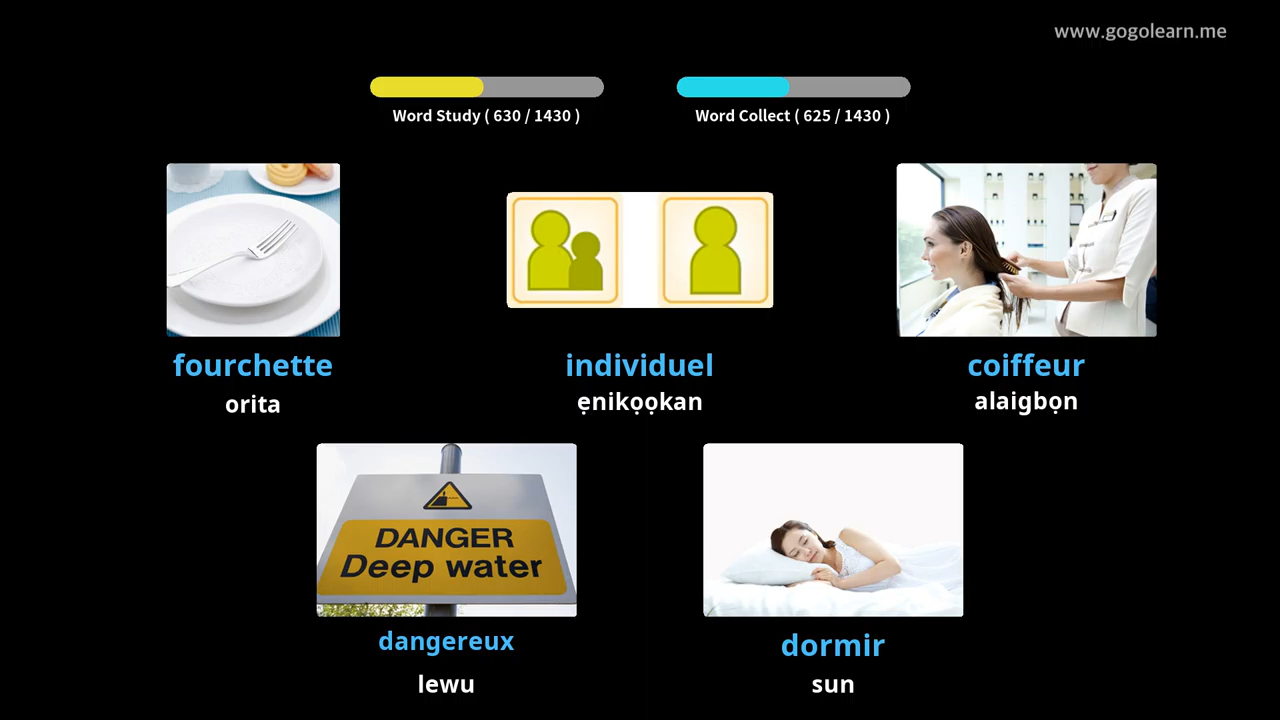 www.gogolearn.me
Word Study ( 630 / 1430 )
Word Collect ( 625 / 1430 )
fourchette
orita
individuel
ẹnikọọkan
coiffeur
alaigbọn
DANGER
Deep water
dangereux
lewu
dormir
sun